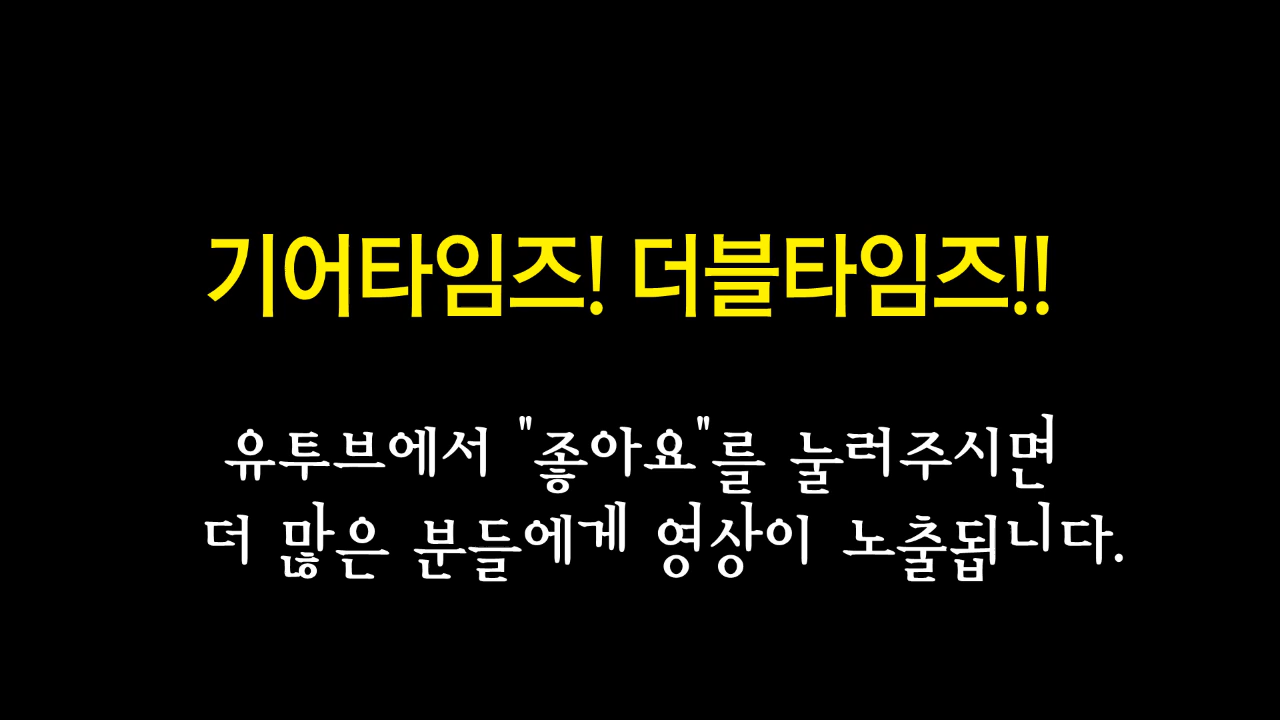 기어타임즈! 더블타임즈!!
유투브에서 "좋아요"를 눌러주시면
더 많은 분들에게 영상이 노출됩니다.